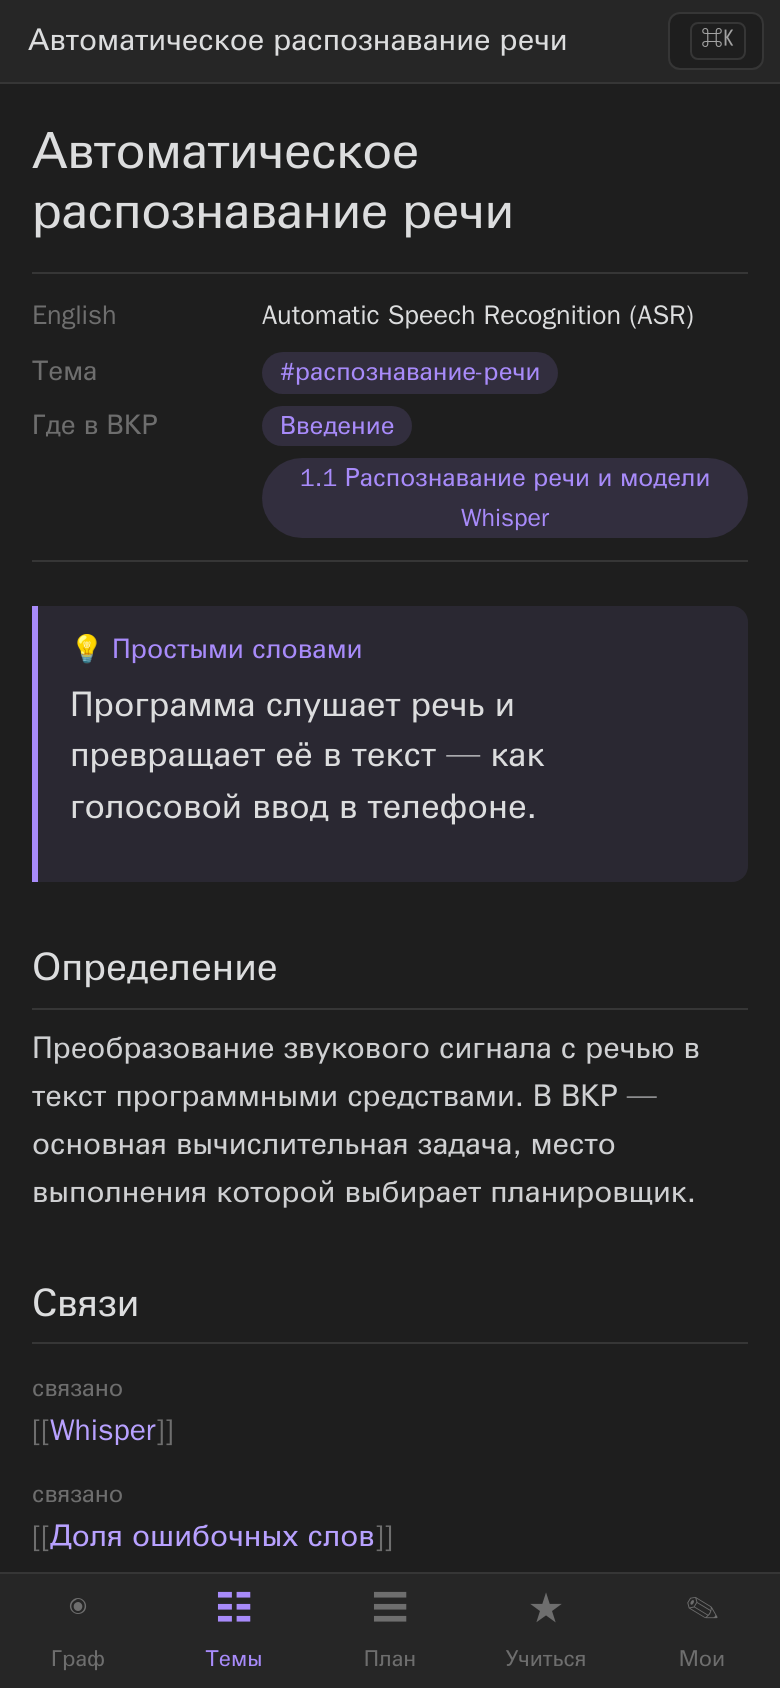 Автоматическое распознавание речи
⌘K
Автоматическое
распознавание речи
English
Automatic Speech Recognition (ASR)
Тема
#распознавание-речи
Где в ВКР
Введение
1.1 Распознавание речи и модели
Whisper
💡 Простыми словами
Программа слушает речь и
превращает её в текст — как
голосовой ввод в телефоне.
Определение
Преобразование звукового сигнала с речью в
текст программными средствами. В ВКР —
основная вычислительная задача, место
выполнения которой выбирает планировщик.
Связи
связано
[[Whisper]]
связано
[[Доля ошибочных слов]]
Граф
Темы
План
Учиться
Мои